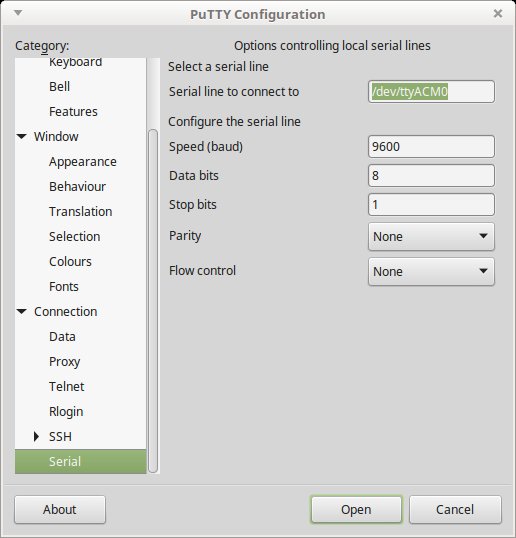 PuTTY Configuration
Category:
Keyboard
Bell
Features
Window
Appearance
Behaviour
Translation
Selection
Colours
Fonts
Connection
Data
Proxy
Telnet
Rlogin
SSH
Serial
Options controlling local serial lines
Select a serial line
Serial line to connect to /dev/ttyACM0
Configure the serial line
Speed (baud) 9600
Data bits 8
Stop bits 1
Parity None
Flow control None
About Open Cancel